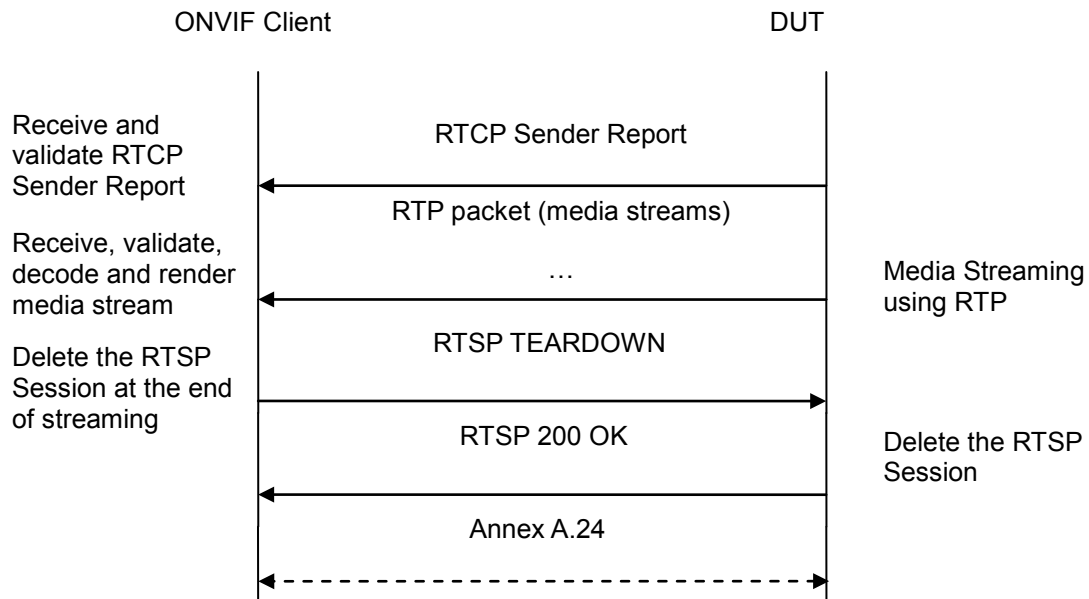 ONVIF Client
DUT
Receive and
validate RTCP
Sender Report
RTCP Sender Report
RTP packet (media streams)
Receive, validate,
decode and render
media stream
…
Media Streaming
using RTP
RTSP TEARDOWN
Delete the RTSP
Session at the end
of streaming
RTSP 200 OK
Delete the RTSP
Session
Annex A.24